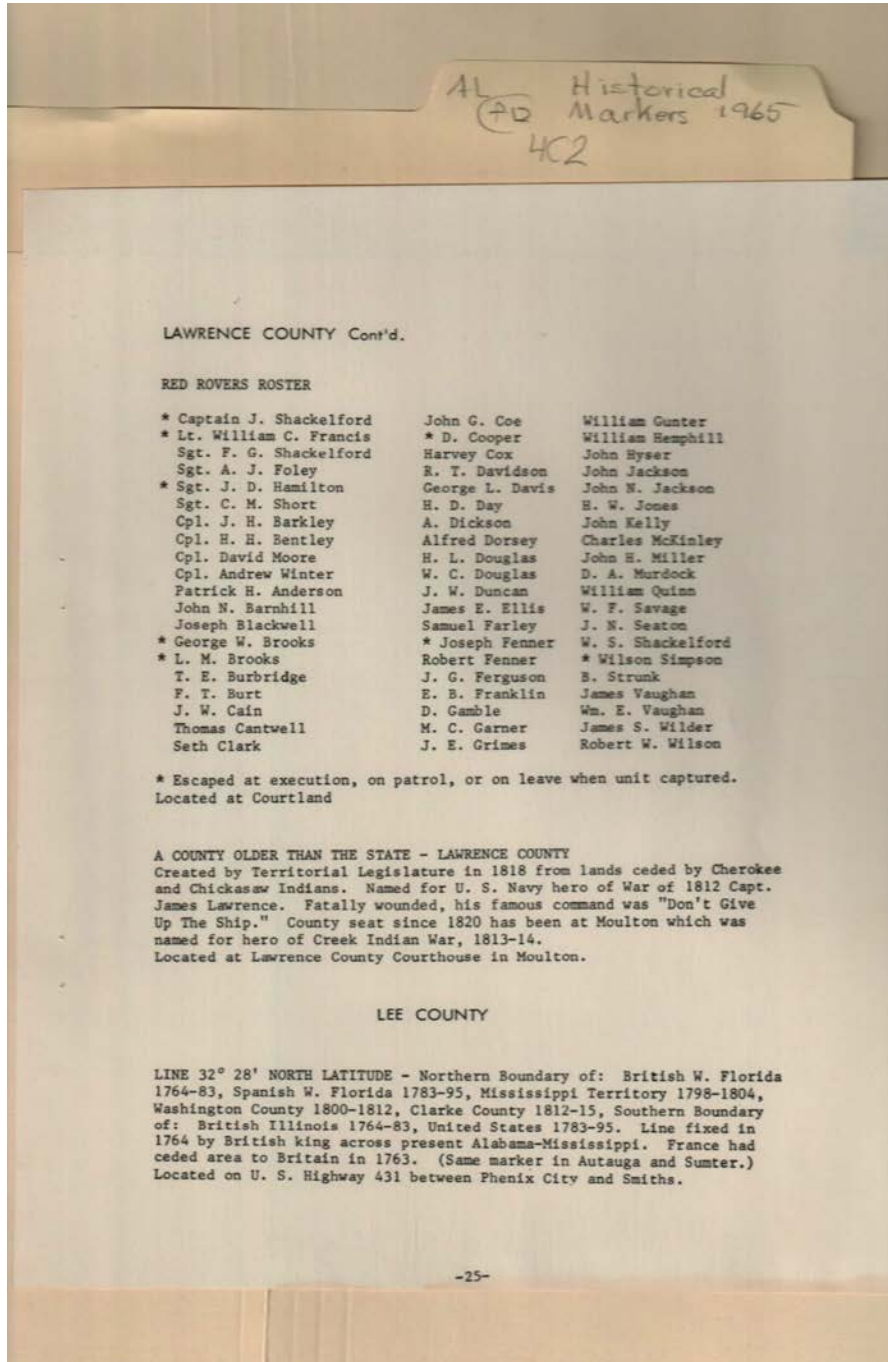 AL Historical
Markers 1965
4C2
LAWRENCE COUNTY Cont'd.
RED ROVERS ROSTER
* Captain J. Shackelford
* Lt. William C. Francis
Sgt. F. G. Shackelford
Sgt. A. J. Foley
* Sgt. J. D. Hamilton
Sgt. C. M. Short
Cpl. J. H. Barkley
Cpl. H. H. Bentley
Cpl. David Moore
Cpl. Andrew Winter
Patrick H. Anderson
John N. Barnhill
Joseph Blackwell
* George W. Brooks
* L. M. Brooks
T. E. Burbridge
F. T. Burt
J. W. Cain
Thomas Cantwell
Seth Clark
John G. Coe
* D. Cooper
Harvey Cox
R. T. Davidson
George L. Davis
H. D. Day
A. Dickson
Alfred Dorsey
H. L. Douglas
W. C. Douglas
J. W. Duncan
James E. Ellis
Samuel Farley
* Joseph Fenner
Robert Fenner
J. G. Ferguson
E. B. Franklin
D. Gamble
M. C. Garner
J. E. Grimes
William Gunter
William Hemphill
John Hyser
John Jackson
John N. Jackson
H. W. Jones
John Kelly
Charles McKinley
John H. Miller
D. A. Murdock
William Quinn
W. F. Savage
J. N. Seaton
W. S. Shackelford
* Wilson Simpson
B. Strunk
James Vaughan
Wm. E. Vaughan
James S. Wilder
Robert W. Wilson
* Escaped at execution, on patrol, or on leave when unit captured.
Located at Courtland
A COUNTY OLDER THAN THE STATE - LAWRENCE COUNTY
Created by Territorial Legislature in 1818 from lands ceded by Cherokee
and Chickasaw Indians. Named for U. S. Navy hero of War of 1812 Capt.
James Lawrence. Fatally wounded, his famous command was "Don't Give
Up The Ship." County seat since 1820 has been at Moulton which was
named for hero of Creek Indian War, 1813-14.
Located at Lawrence County Courthouse in Moulton.
LEE COUNTY
LINE 32° 28' NORTH LATITUDE - Northern Boundary of: British W. Florida
1764-83, Spanish W. Florida 1783-95, Mississippi Territory 1798-1804,
Washington County 1800-1812, Clarke County 1812-15, Southern Boundary
of: British Illinois 1764-83, United States 1783-95. Line fixed in
1764 by British king across present Alabama-Mississippi. France had
ceded area to Britain in 1763. (Same marker in Autauga and Sumter.)
Located on U. S. Highway 431 between Phenix City and Smiths.
-25-